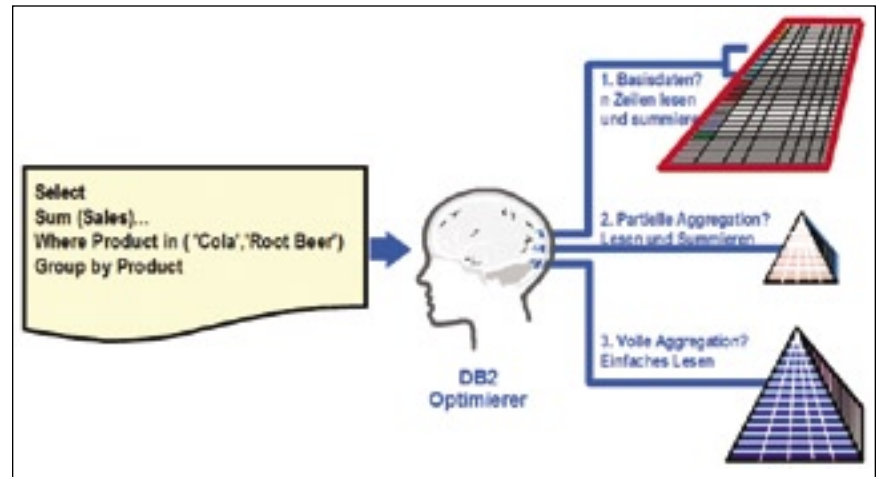 Select
Sum (Sales)...
Where Product in ( "Cola','Root Beer')
Group by Product
DB2
Optimierer
1. Basisdaten?
n Zeilen lesen
und summieren
2. Partielle Aggregation?
Lesen und Summieren
3. Volle Aggregation?
Einfaches Lesen